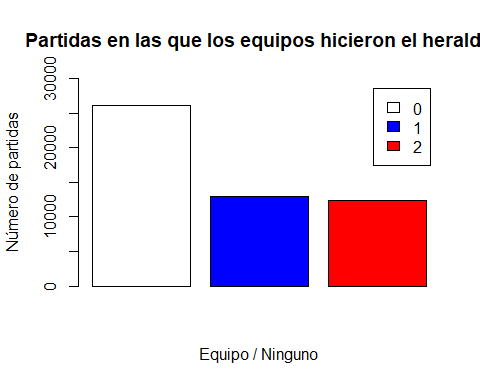 Partidas en las que los equipos hicieron el herald
Número de partidas
30000
20000
10000
0
0
1
2
Equipo / Ninguno